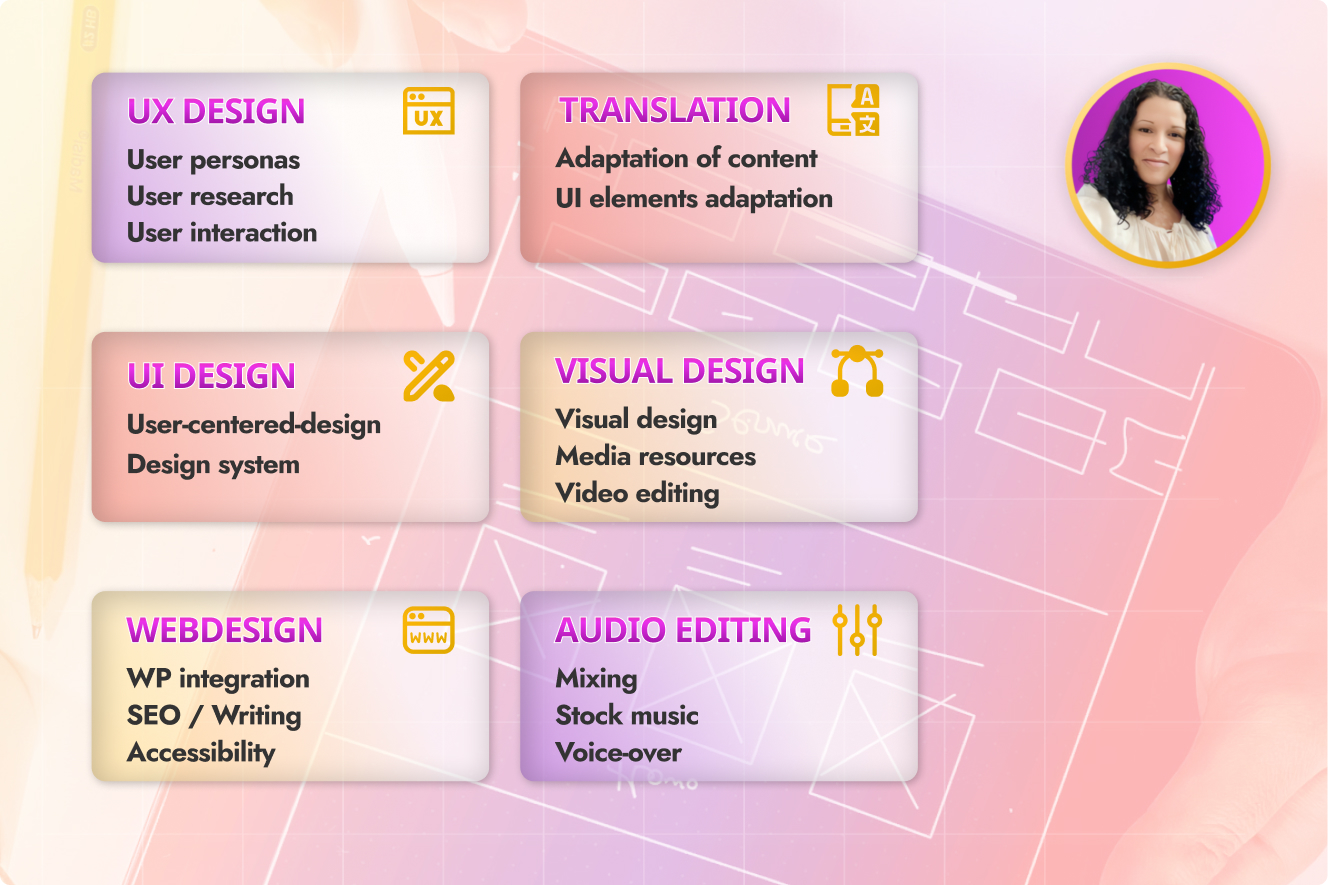 UX DESIGN
User personas
User research
User interaction
UX
TRANSLATION
Adaptation of content
UI elements adaptation
A
文
UI DESIGN
User-centered-design
Design system
VISUAL DESIGN
Visual design
Media resources
Video editing
WEBDESIGN
WP integration
SEO / Writing
Accessibility
WWW
AUDIO EDITING
Mixing
Stock music
Voice-over